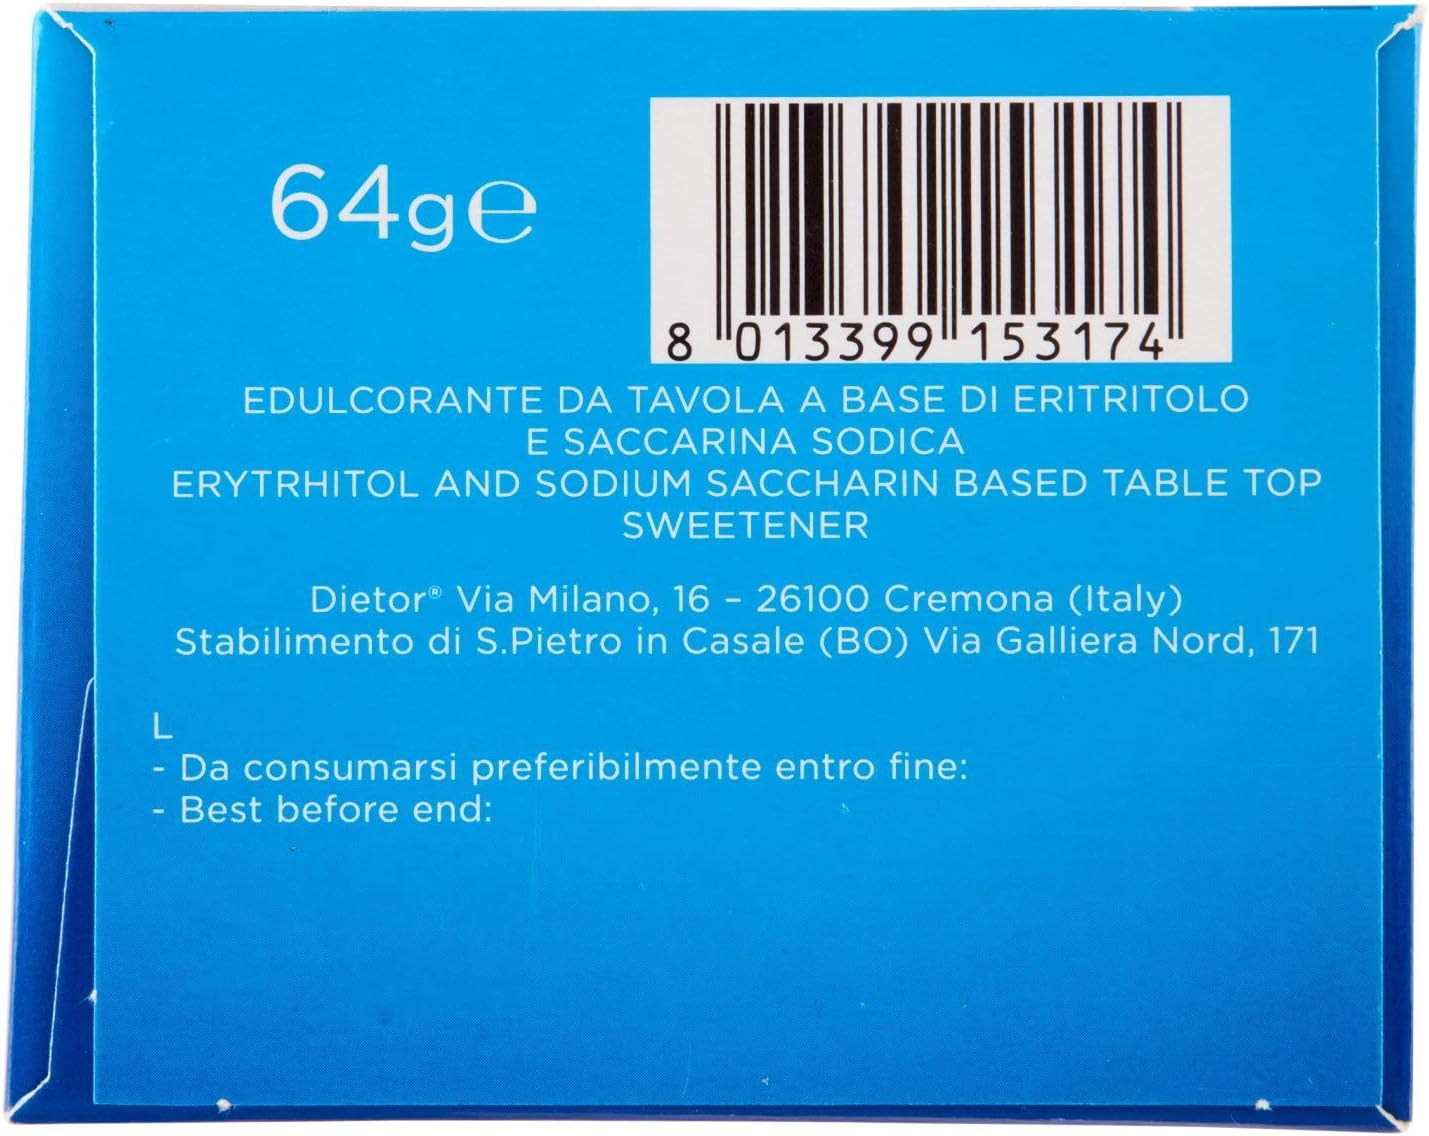 64g℮
8 013399 153174
EDULCORANTE DA TAVOLA A BASE DI ERITRITOLO
E SACCARINA SODICA
ERYTRHITOL AND SODIUM SACCHARIN BASED TABLE TOP
SWEETENER
Dietor® Via Milano, 16 – 26100 Cremona (Italy)
Stabilimento di S.Pietro in Casale (BO) Via Galliera Nord, 171
L
- Da consumarsi preferibilmente entro fine:
- Best before end: